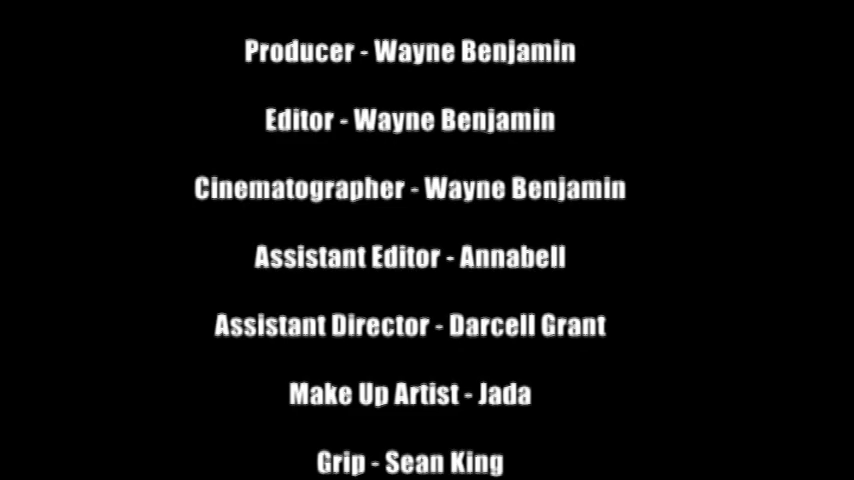 Producer - Wayne Benjamin
Editor - Wayne Benjamin
Cinematographer - Wayne Benjamin
Assistant Editor - Annabell
Assistant Director - Darcell Grant
Make Up Artist - Jada
Grip - Sean King